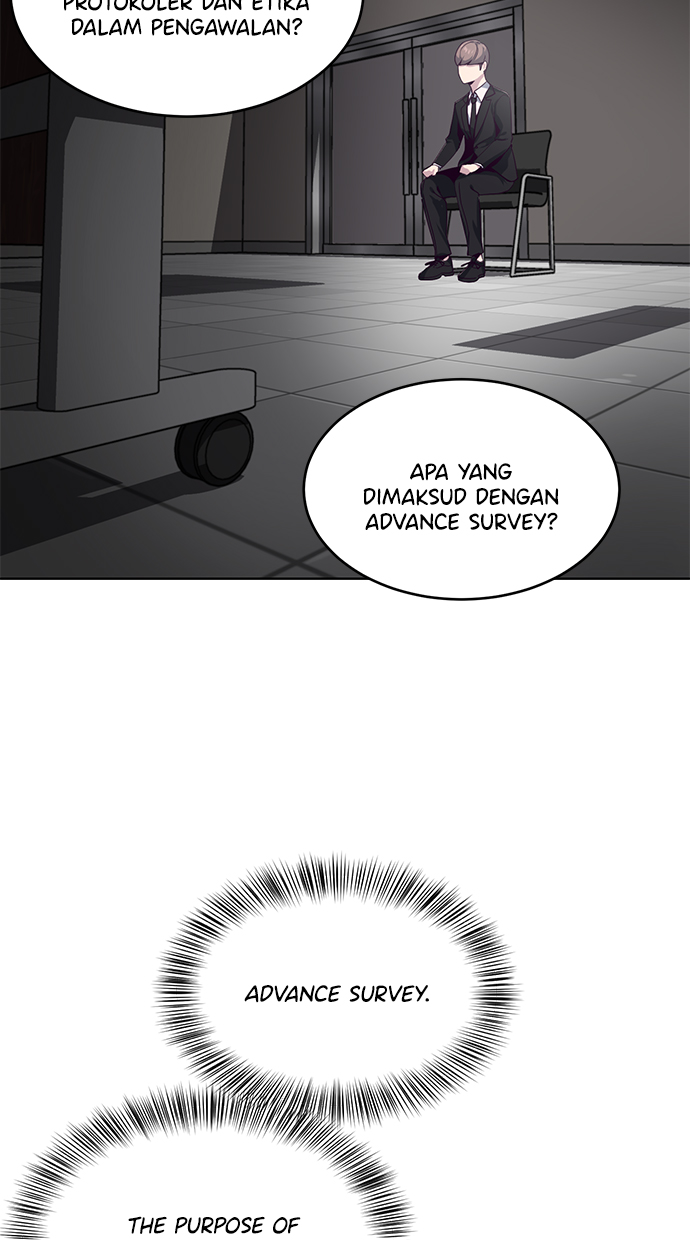 PROTOKOLER DAN ETIKA
DALAM PENGAWALAN?
APA YANG
DIMAKSUD DENGAN
ADVANCE SURVEY?
ADVANCE SURVEY.
THE PURPOSE OF